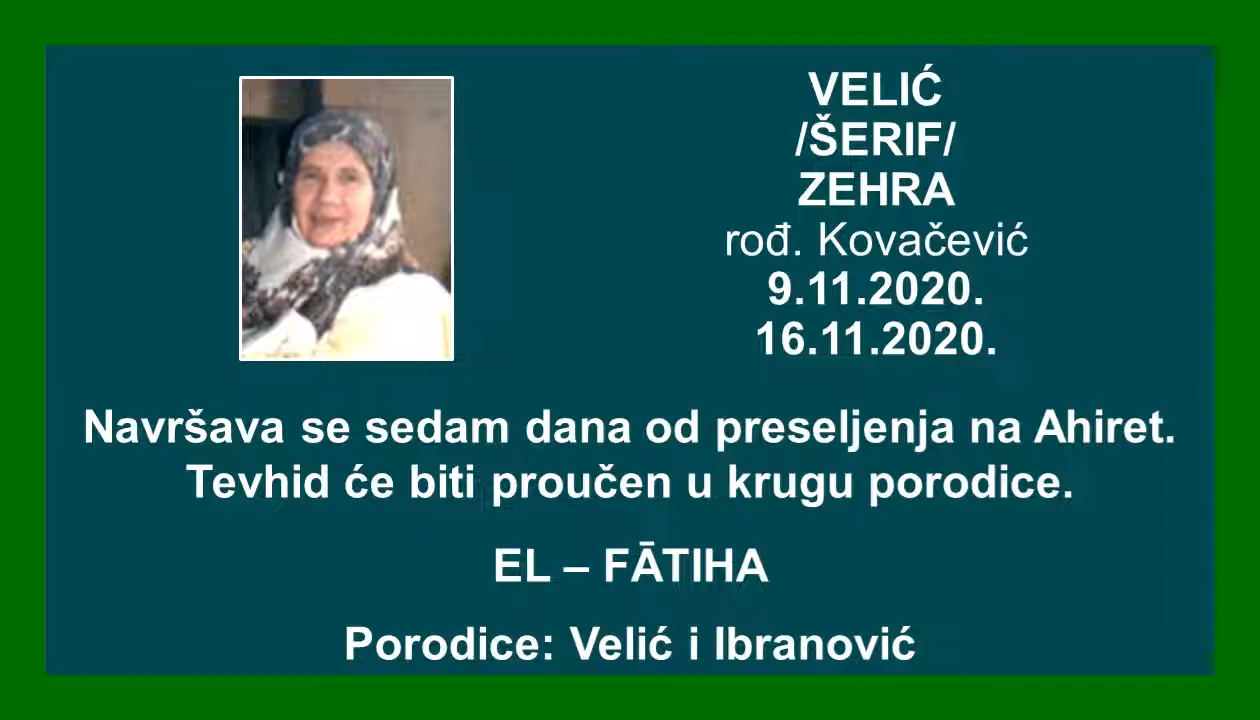 VELIĆ
/ŠERIF/
ZEHRA
rođ. Kovačević
9.11.2020.
16.11.2020.
Navršava se sedam dana od preseljenja na Ahiret.
Tevhid će biti proučen u krugu porodice.
EL – FĀTIHA
Porodice: Velić i Ibranović